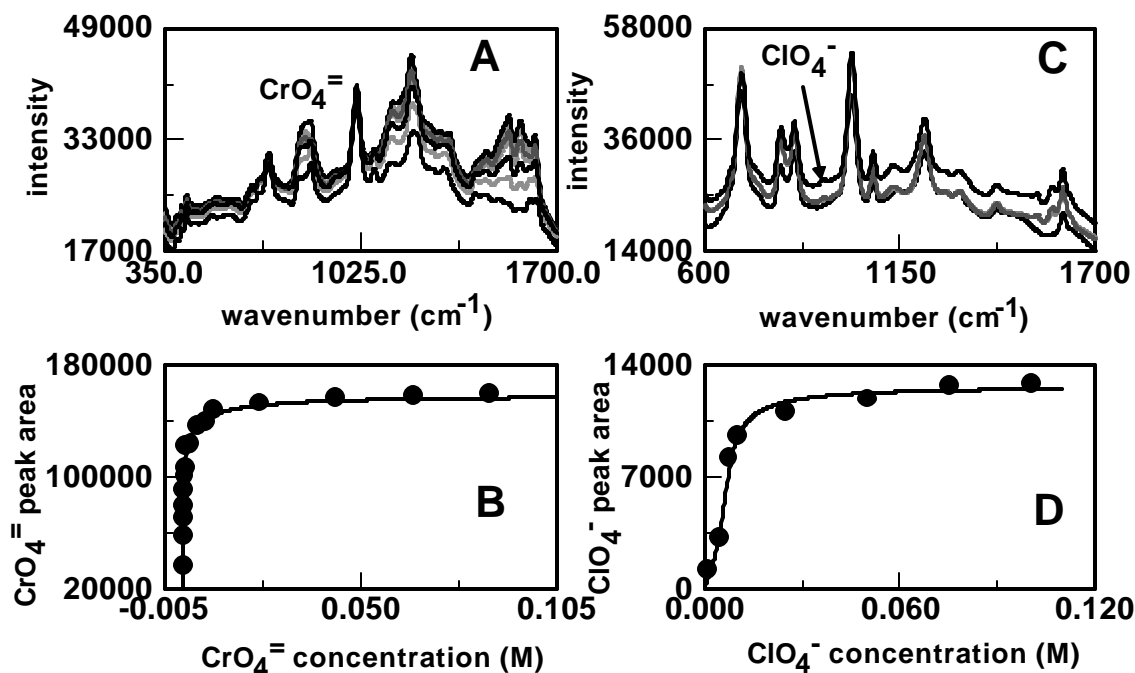 49000
33000
17000
intensity
A
CrO4=
350.0 1025.0 1700.0
wavenumber (cm-1)
58000
36000
14000
intensity
C
ClO4-
600 1150 1700
wavenumber (cm-1)
180000
100000
20000
CrO4= peak area
B
-0.005 0.050 0.105
CrO4= concentration (M)
14000
7000
0
ClO4- peak area
D
0.000 0.060 0.120
ClO4- concentration (M)